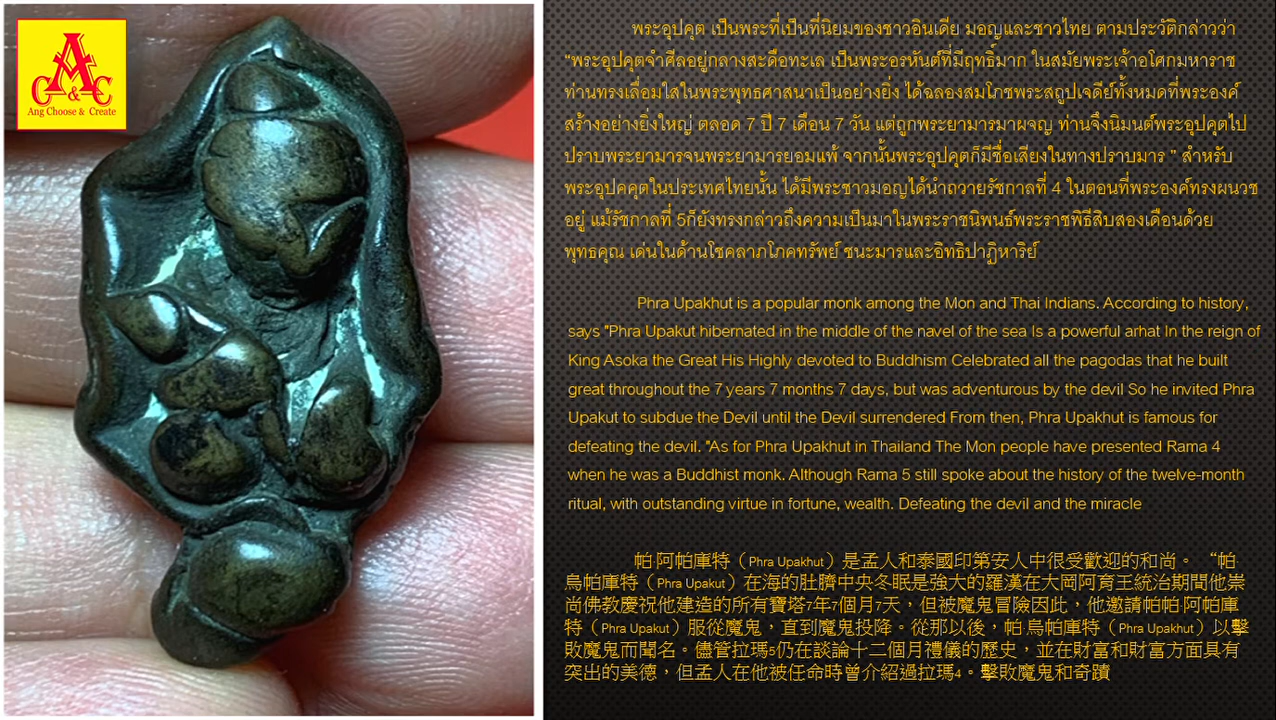 A
C & C
Ang Choose & Create
พระอุปคุต เป็นพระที่เป็นที่นิยมของชาวอินเดีย มอญและชาวไทย ตามประวัติกล่าวว่า
“พระอุปคุตจำศีลอยู่กลางสะดือทะเล เป็นพระอรหันต์ที่มีฤทธิ์มาก ในสมัยพระเจ้าอโศกมหาราช
ท่านทรงเลื่อมใสในพระพุทธศาสนาเป็นอย่างยิ่ง ได้ฉลองสมโภชพระสถูปเจดีย์ทั้งหมดที่พระองค์
สร้างอย่างยิ่งใหญ่ ตลอด 7 ปี 7 เดือน 7 วัน แต่ถูกพระยามารมาผจญ ท่านจึงนิมนต์พระอุปคุตไป
ปราบพระยามารจนพระยามารยอมแพ้ จากนั้นพระอุปคุตก็มีชื่อเสียงในทางปราบมาร ” สำหรับ
พระอุปคคุตในประเทศไทยนั้น ได้มีพระชาวมอญได้นำถวายรัชกาลที่ 4 ในตอนที่พระองค์ทรงผนวช
อยู่ แม้รัชกาลที่ 5ก็ยังทรงกล่าวถึงความเป็นมาในพระราชนิพนธ์พระราชพิธีสิบสองเดือนด้วย
พุทธคุณ เด่นในด้านโชคลาภโภคทรัพย์ ชนะมารและอิทธิปาฏิหาริย์
Phra Upakhut is a popular monk among the Mon and Thai Indians. According to history,
says "Phra Upakut hibernated in the middle of the navel of the sea Is a powerful arhat In the reign of
King Asoka the Great His Highly devoted to Buddhism Celebrated all the pagodas that he built
great throughout the 7 years 7 months 7 days, but was adventurous by the devil So he invited Phra
Upakut to subdue the Devil until the Devil surrendered From then, Phra Upakhut is famous for
defeating the devil. "As for Phra Upakhut in Thailand The Mon people have presented Rama 4
when he was a Buddhist monk. Although Rama 5 still spoke about the history of the twelve-month
ritual, with outstanding virtue in fortune, wealth. Defeating the devil and the miracle
帕·阿帕庫特（Phra Upakhut）是孟人和泰國印第安人中很受歡迎的和尚。 “帕·
烏帕庫特（Phra Upakut）在海的肚臍中央冬眠是強大的羅漢在大岡阿育王統治期間他崇
尚佛教慶祝他建造的所有寶塔7年7個月7天，但被魔鬼冒險因此，他邀請帕帕·阿帕庫
特（Phra Upakut）服從魔鬼，直到魔鬼投降。從那以後，帕·烏帕庫特（Phra Upakhut）以擊
敗魔鬼而聞名。儘管拉瑪5仍在談論十二個月禮儀的歷史，並在財富和財富方面具有
突出的美德，但孟人在他被任命時曾介紹過拉瑪4。擊敗魔鬼和奇蹟